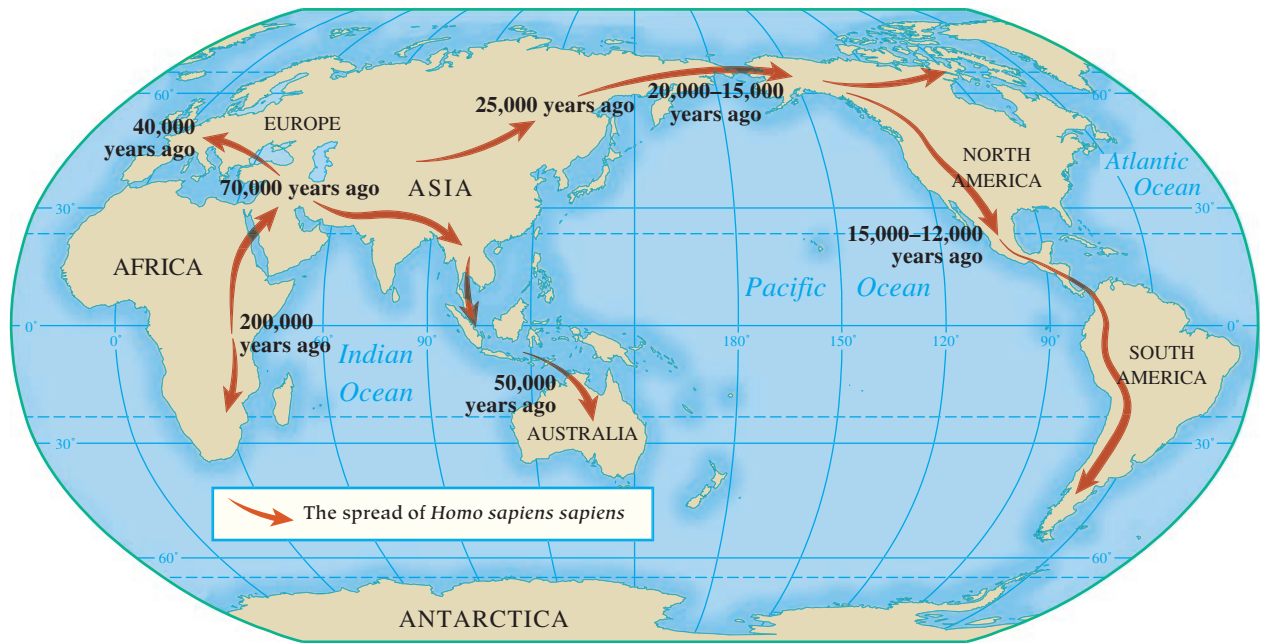 60°
60°
25,000 years ago
20,000–15,000
years ago
40,000
years ago
EUROPE
NORTH
AMERICA
Atlantic
Ocean
70,000 years ago
ASIA
30°
30°
15,000–12,000
years ago
AFRICA
Pacific Ocean
200,000
years ago
0°
0°
0°
60°
90°
180°
150°
120°
90°
Indian
Ocean
SOUTH
AMERICA
50,000
years ago
AUSTRALIA
30°
30°
The spread of Homo sapiens sapiens
60°
60°
ANTARCTICA